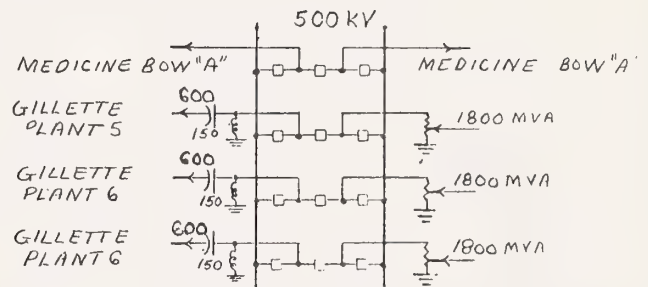 500 KV
MEDICINE BOW "A"
MEDICINE BOW "A"
GILLETTE
PLANT 5
600
150
1800 MVA
GILLETTE
PLANT 6
600
150
1800 MVA
GILLETTE
PLANT 6
600
150
1800 MVA